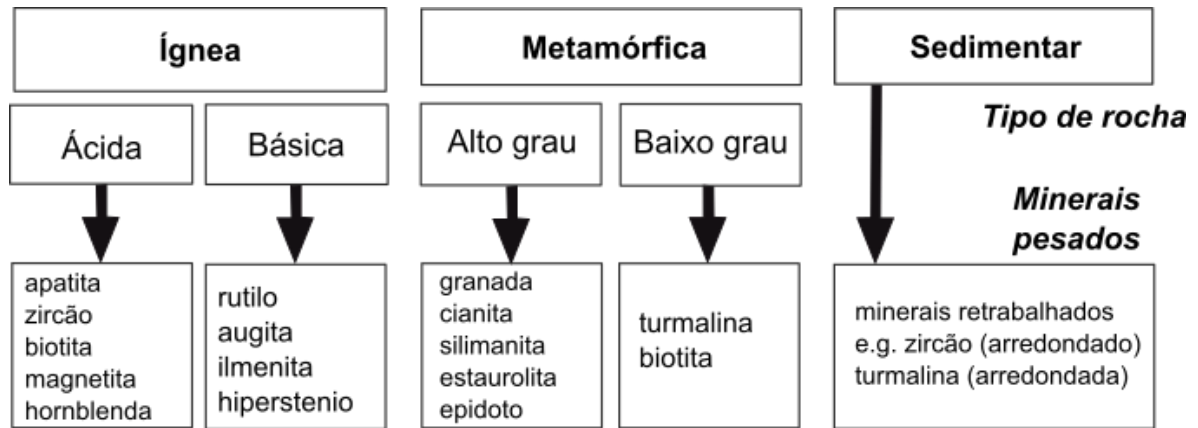 Ígnea
Metamórfica
Sedimentar
Ácida
Básica
Alto grau
Baixo grau
Tipo de rocha
Minerais
pesados
apatita
zircão
biotita
magnetita
hornblenda
rutilo
augita
ilmenita
hiperstenio
granada
cianita
silimanita
estaurolita
epidoto
turmalina
biotita
minerais retrabalhados
e.g. zircão (arredondado)
turmalina (arredondada)